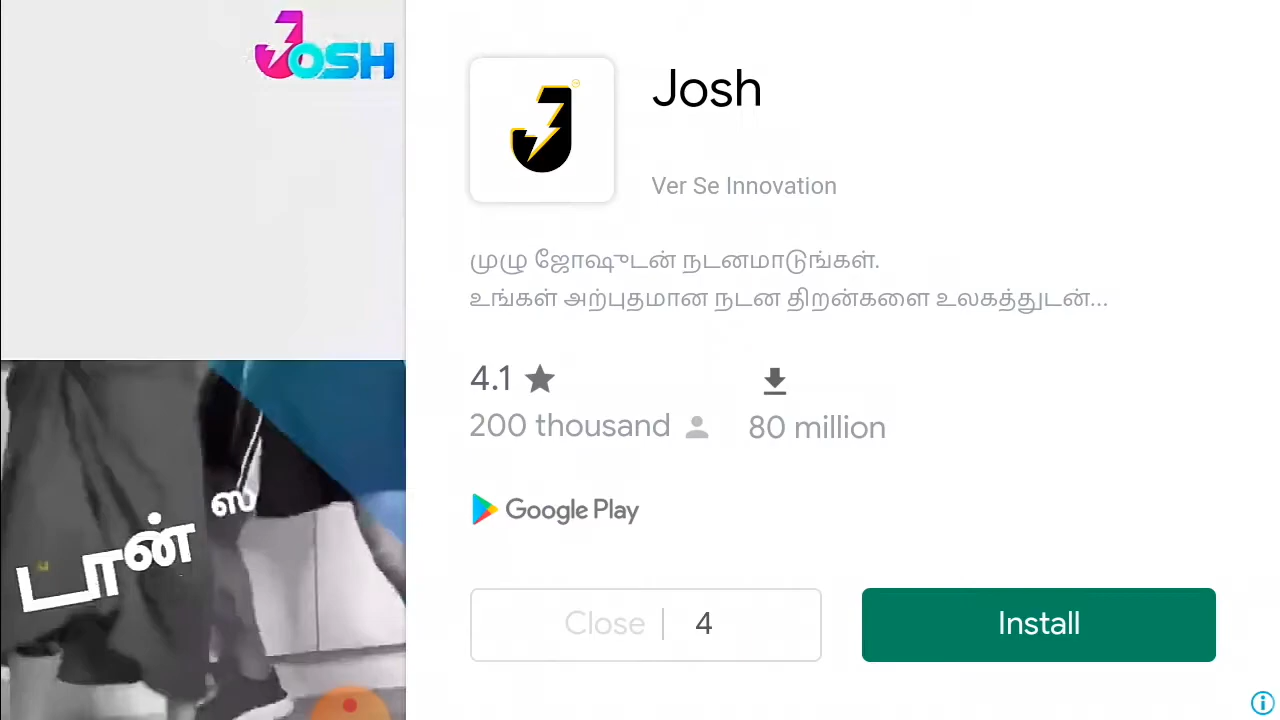 JOSH
Josh
Ver Se Innovation
முழு ஜோஷுடன் நடனமாடுங்கள்.
உங்கள் அற்புதமான நடன திறன்களை உலகத்துடன்...
4.1
200 thousand
80 million
Google Play
டான் ஸ்
Close | 4
Install